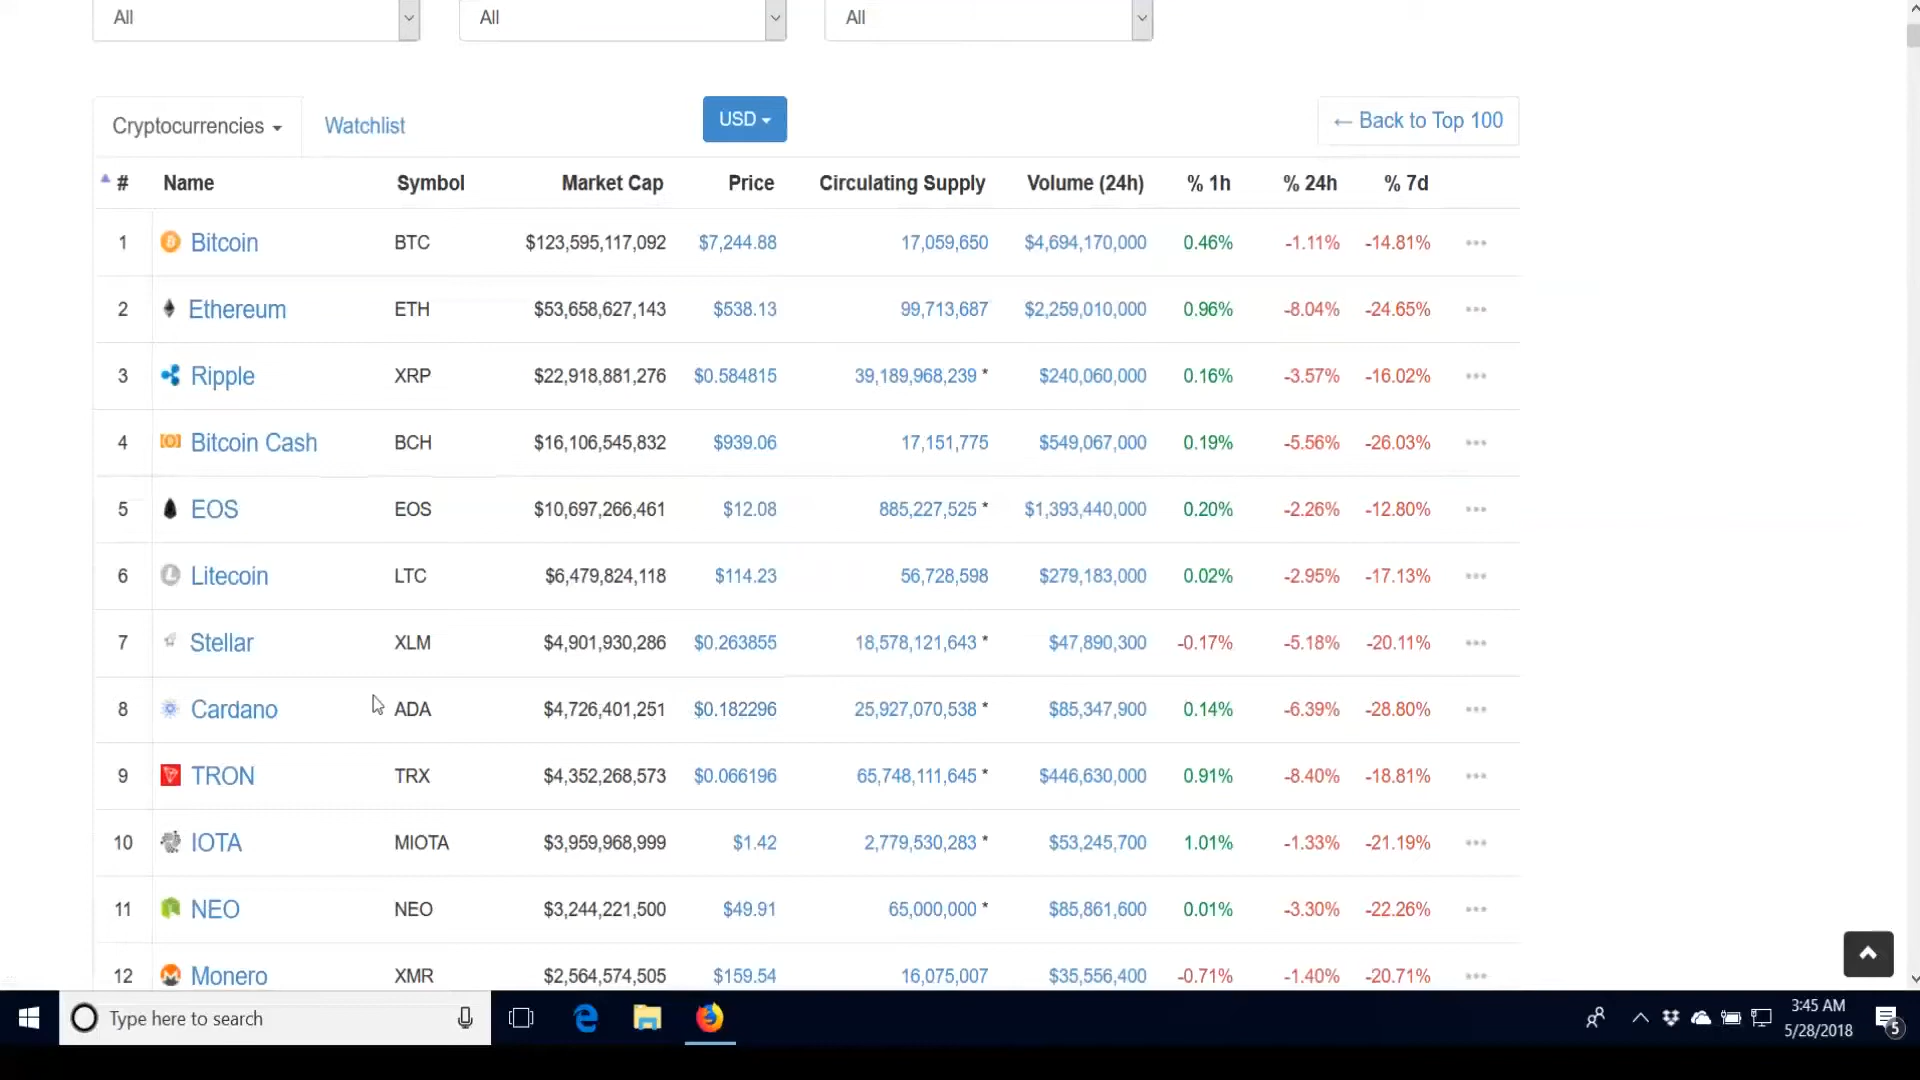 All All All
Cryptocurrencies Watchlist USD ← Back to Top 100
# Name Symbol Market Cap Price Circulating Supply Volume (24h) % 1h % 24h % 7d
1 Bitcoin BTC $123,595,117,092 $7,244.88 17,059,650 $4,694,170,000 0.46% -1.11% -14.81%
2 Ethereum ETH $53,658,627,143 $538.13 99,713,687 $2,259,010,000 0.96% -8.04% -24.65%
3 Ripple XRP $22,918,881,276 $0.584815 39,189,968,239 * $240,060,000 0.16% -3.57% -16.02%
4 Bitcoin Cash BCH $16,106,545,832 $939.06 17,151,775 $549,067,000 0.19% -5.56% -26.03%
5 EOS EOS $10,697,266,461 $12.08 885,227,525 * $1,393,440,000 0.20% -2.26% -12.80%
6 Litecoin LTC $6,479,824,118 $114.23 56,728,598 $279,183,000 0.02% -2.95% -17.13%
7 Stellar XLM $4,901,930,286 $0.263855 18,578,121,643 * $47,890,300 -0.17% -5.18% -20.11%
8 Cardano ADA $4,726,401,251 $0.182296 25,927,070,538 * $85,347,900 0.14% -6.39% -28.80%
9 TRON TRX $4,352,268,573 $0.066196 65,748,111,645 * $446,630,000 0.91% -8.40% -18.81%
10 IOTA MIOTA $3,959,968,999 $1.42 2,779,530,283 * $53,245,700 1.01% -1.33% -21.19%
11 NEO NEO $3,244,221,500 $49.91 65,000,000 * $85,861,600 0.01% -3.30% -22.26%
12 Monero XMR $2,564,574,505 $159.54 16,075,007 $35,556,400 -0.71% -1.40% -20.71%
Type here to search
3:45 AM
5/28/2018
5